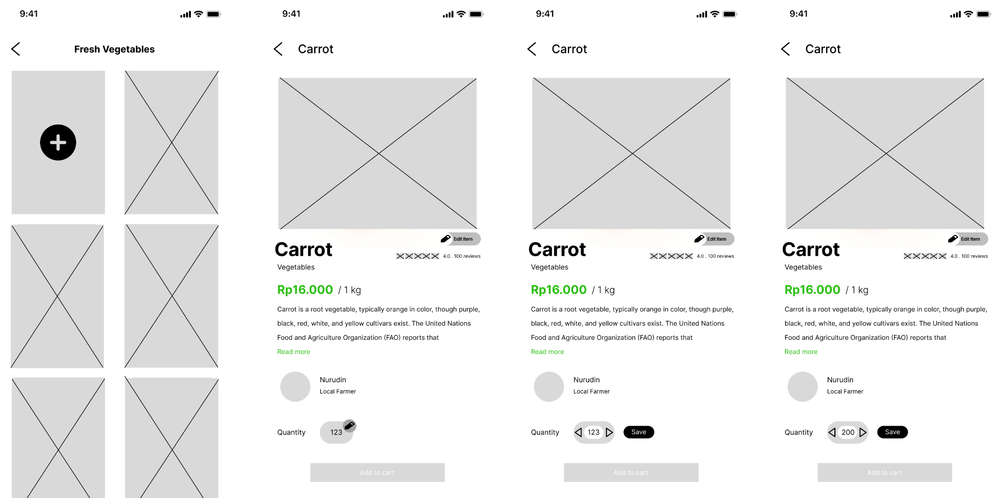 9:41
Fresh Vegetables
9:41
Carrot
Edit Item
Carrot
4.0 . 100 reviews
Vegetables
Rp16.000 / 1 kg
Carrot is a root vegetable, typically orange in color, though purple,
black, red, white, and yellow cultivars exist. The United Nations
Food and Agriculture Organization (FAO) reports that
Read more
Nurudin
Local Farmer
Quantity 123
Add to cart
9:41
Carrot
Edit Item
Carrot
4.0 . 100 reviews
Vegetables
Rp16.000 / 1 kg
Carrot is a root vegetable, typically orange in color, though purple,
black, red, white, and yellow cultivars exist. The United Nations
Food and Agriculture Organization (FAO) reports that
Read more
Nurudin
Local Farmer
Quantity 123 Save
Add to cart
9:41
Carrot
Edit Item
Carrot
4.0 . 100 reviews
Vegetables
Rp16.000 / 1 kg
Carrot is a root vegetable, typically orange in color, though purple,
black, red, white, and yellow cultivars exist. The United Nations
Food and Agriculture Organization (FAO) reports that
Read more
Nurudin
Local Farmer
Quantity 200 Save
Add to cart